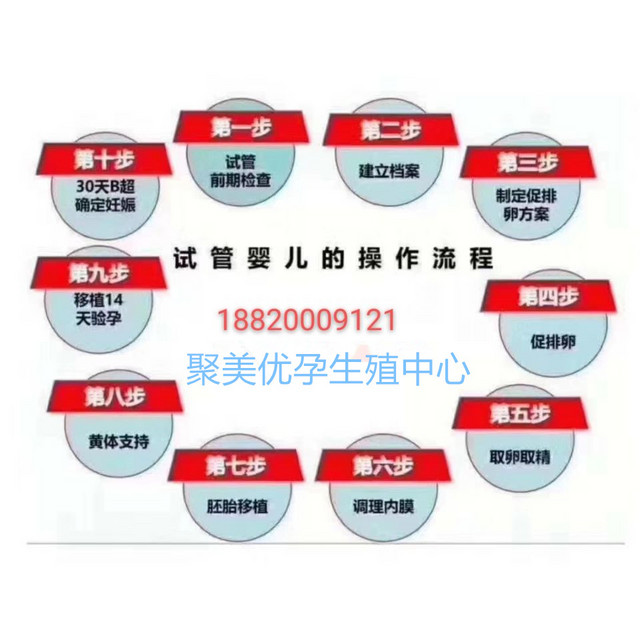 第一步
试管
前期检查
第二步
建立档案
第三步
制定促排
卵方案
第四步
促排卵
第五步
取卵取精
第六步
调理内膜
第七步
胚胎移植
第八步
黄体支持
第九步
移植14
天验孕
第十步
30天B超
确定妊娠
试管婴儿的操作流程
18820009121
聚美优孕生殖中心